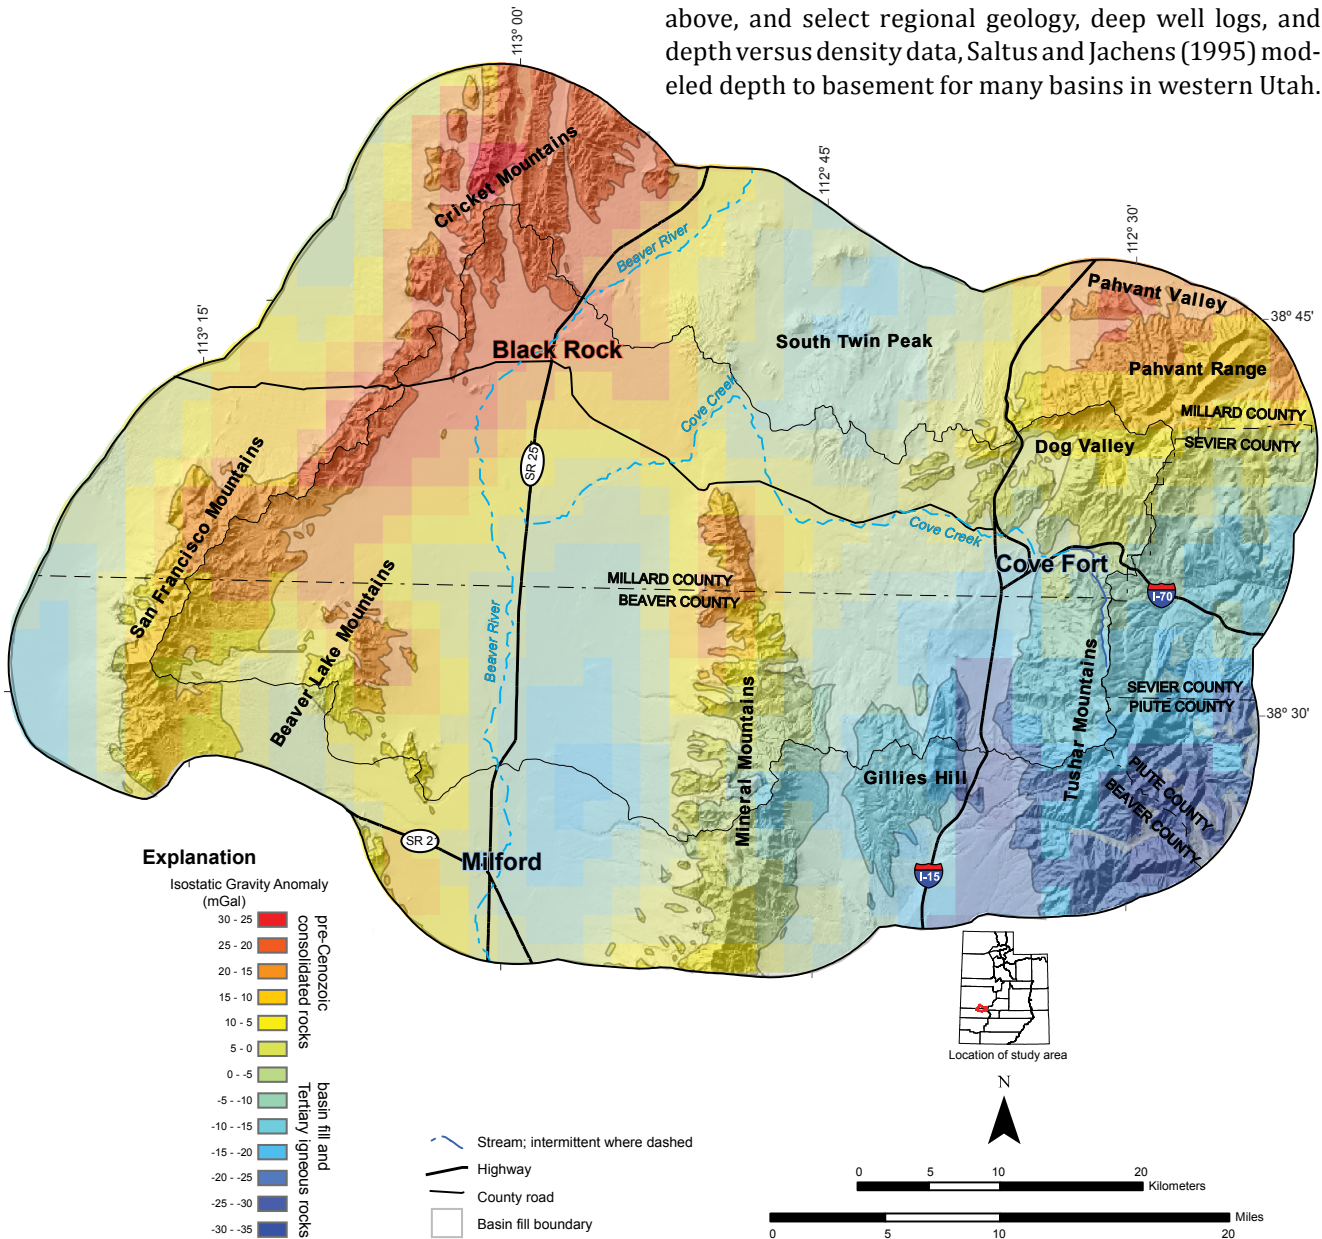 above, and select regional geology, deep well logs, and
depth versus density data, Saltus and Jachens (1995) mod-
eled depth to basement for many basins in western Utah.
113° 00'
112° 45'
112° 30'
113° 15'
38° 45'
38° 30'
Cricket Mountains
Beaver River
Pahvant Valley
South Twin Peak
Black Rock
Pahvant Range
Cove Creek
MILLARD COUNTY
SEVIER COUNTY
Dog Valley
SR 25
San Francisco Mountains
Cove Creek
Cove Fort
MILLARD COUNTY
BEAVER COUNTY
I-70
Beaver Lake Mountains
Beaver River
Mineral Mountains
Tushar Mountains
SEVIER COUNTY
PIUTE COUNTY
Gillies Hill
PIUTE COUNTY
BEAVER COUNTY
SR 2
Milford
I-15
Explanation
Isostatic Gravity Anomaly
(mGal)
30 - 25
25 - 20
20 - 15
15 - 10
10 - 5
5 - 0
0 - -5
-5 - -10
-10 - -15
-15 - -20
-20 - -25
-25 - -30
-30 - -35
pre-Cenozoic
consolidated rocks
basin fill and
Tertiary igneous rocks
Stream; intermittent where dashed
Highway
County road
Basin fill boundary
Location of study area
N
0 5 10 20
Kilometers
Miles
0 5 10 20